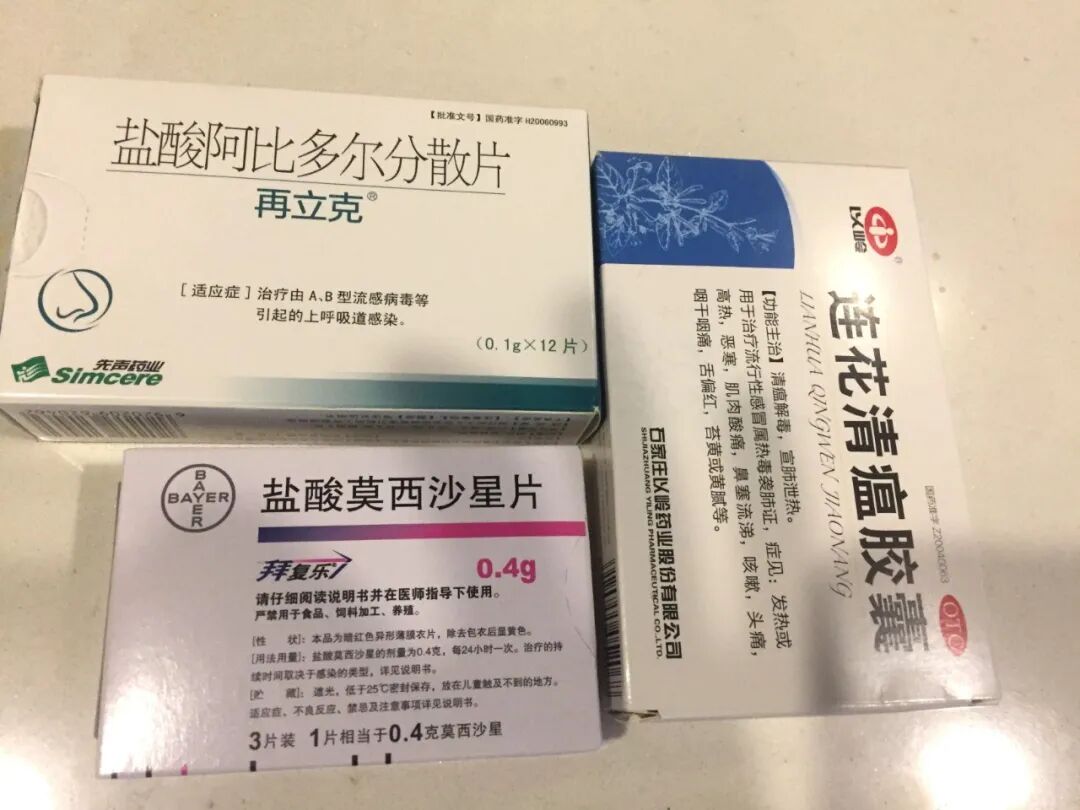 【批准文号】国药准字 H20060993
盐酸阿比多尔分散片
再立克®
[ 适应症 ] 治疗由 A、B 型流感病毒等
引起的上呼吸道感染。
(0.1g×12 片)
先声药业
Simcere
BAYER
BAYER
盐酸莫西沙星片
拜复乐
0.4g
请仔细阅读说明书并在医师指导下使用。
严禁用于食品、饲料加工、养殖。
[性 状]：本品为暗红色异形薄膜衣片，除去包衣后显黄色。
[用法用量]：盐酸莫西沙星的剂量为0.4克，每24小时一次。治疗的持
续时间取决于感染的类型，详见说明书。
[贮 藏]：遮光，低于25℃密封保存，放在儿童触及不到的地方。
适应症、不良反应、禁忌及注意事项详见说明书。
3片装 1片相当于0.4克莫西沙星
以岭®
连花清瘟胶囊
LIANHUA QINGWEN JIAONANG
国药准字 Z20040063
OTC
【功能主治】清瘟解毒，宣肺泄热。
用于治疗流行性感冒属热毒袭肺证，症见：发热或
高热，恶寒，肌肉酸痛，鼻塞流涕，咳嗽，头痛，
咽干咽痛，舌偏红，苔黄或黄腻等。
石家庄以岭药业股份有限公司
SHIJIAZHUANG YILING PHARMACEUTICAL CO.,LTD.